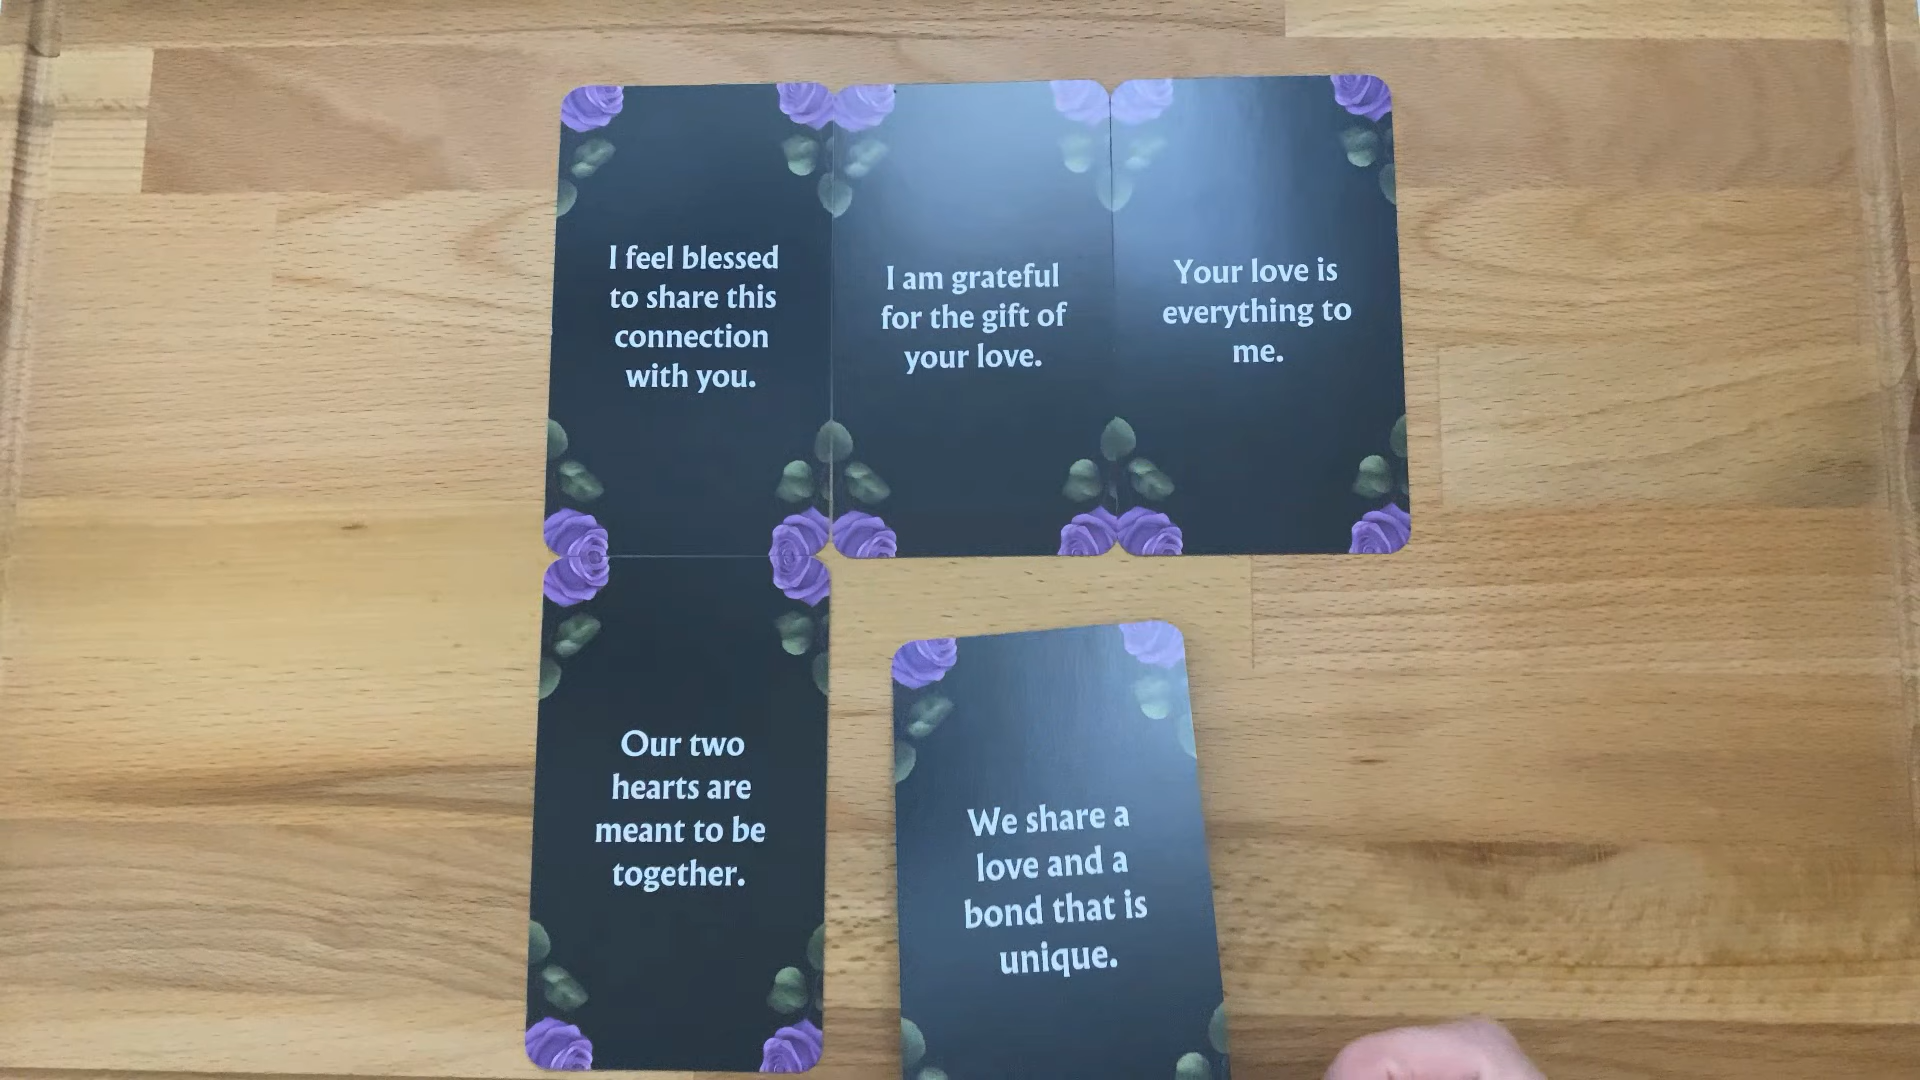 I feel blessed
to share this
connection
with you.
I am grateful
for the gift of
your love.
Your love is
everything to
me.
Our two
hearts are
meant to be
together.
We share a
love and a
bond that is
unique.